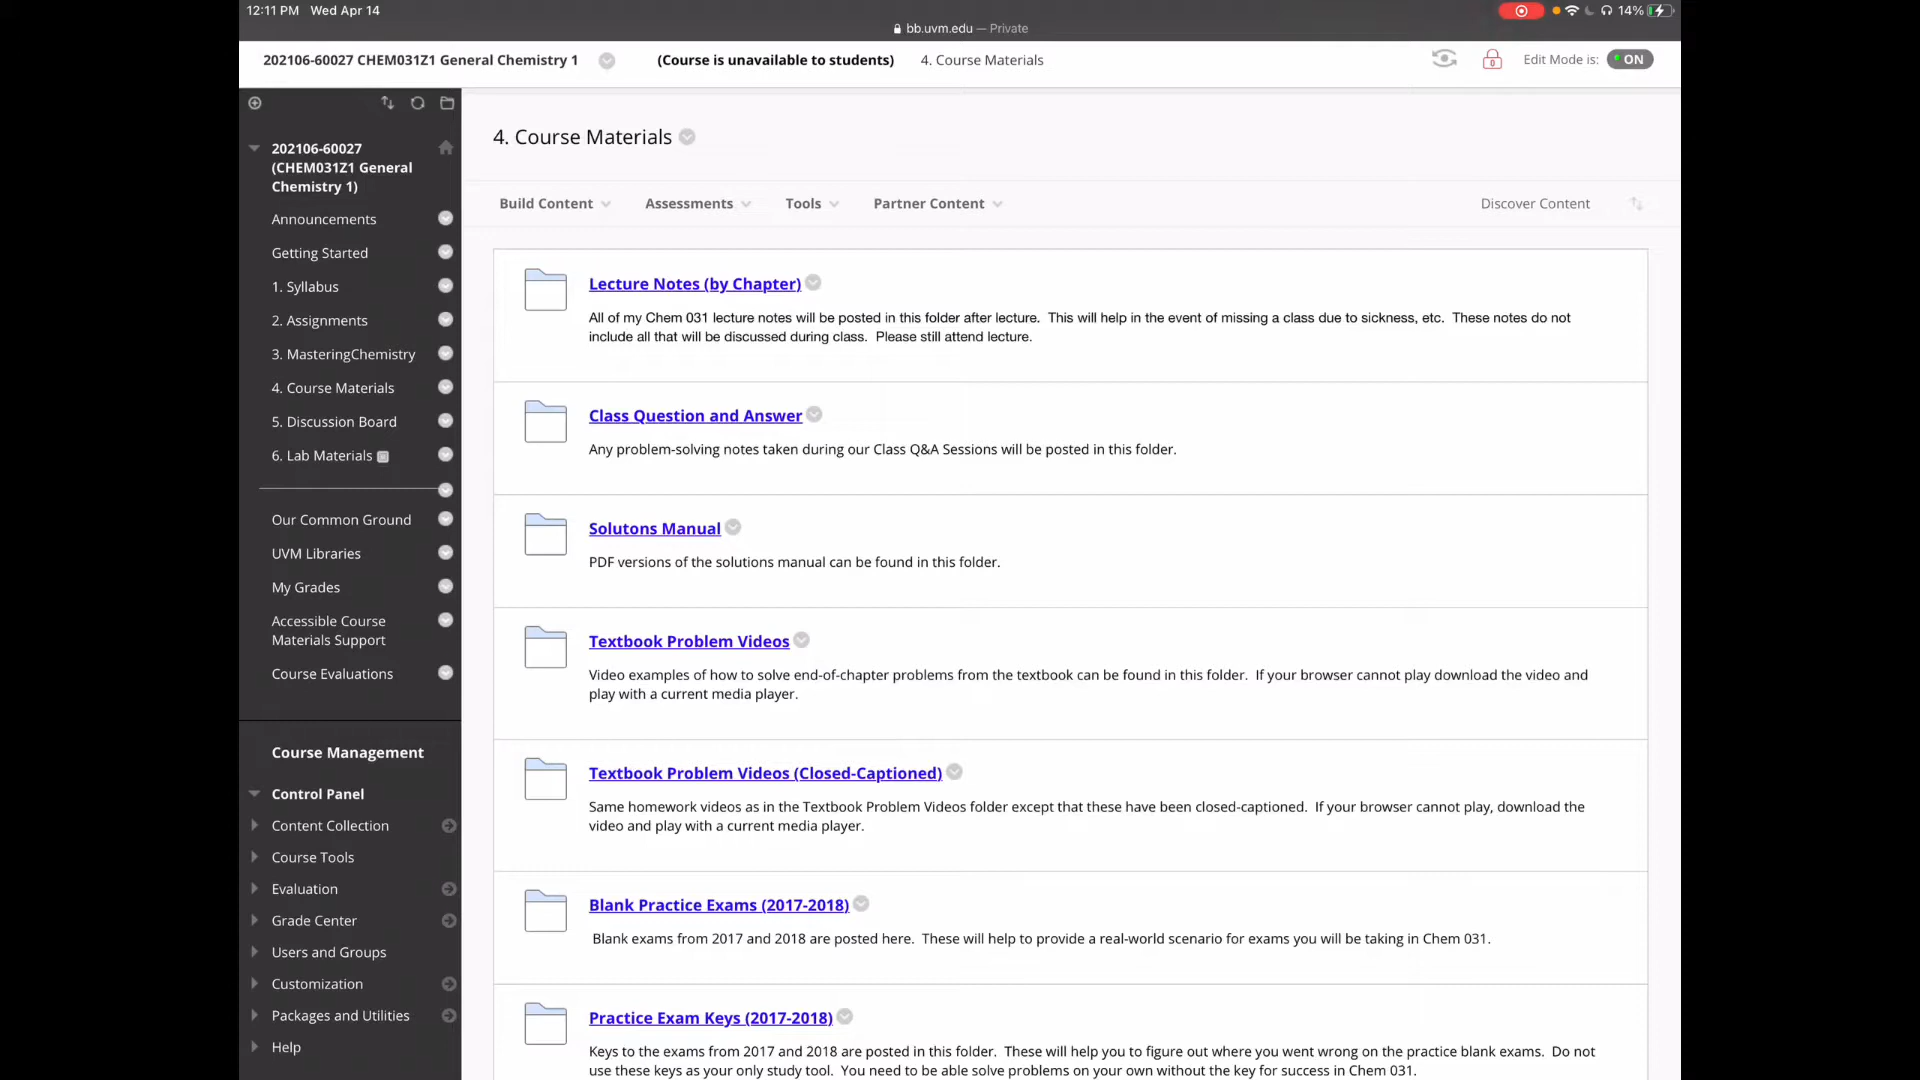 12:11 PM Wed Apr 14
14%
bb.uvm.edu — Private
202106-60027 CHEM031Z1 General Chemistry 1
(Course is unavailable to students)
4. Course Materials
Edit Mode is:
ON
202106-60027
(CHEM031Z1 General
Chemistry 1)
Announcements
Getting Started
1. Syllabus
2. Assignments
3. MasteringChemistry
4. Course Materials
5. Discussion Board
6. Lab Materials
Our Common Ground
UVM Libraries
My Grades
Accessible Course
Materials Support
Course Evaluations
Course Management
Control Panel
Content Collection
Course Tools
Evaluation
Grade Center
Users and Groups
Customization
Packages and Utilities
Help
4. Course Materials
Build Content
Assessments
Tools
Partner Content
Discover Content
Lecture Notes (by Chapter)
All of my Chem 031 lecture notes will be posted in this folder after lecture. This will help in the event of missing a class due to sickness, etc. These notes do not
include all that will be discussed during class. Please still attend lecture.
Class Question and Answer
Any problem-solving notes taken during our Class Q&A Sessions will be posted in this folder.
Solutons Manual
PDF versions of the solutions manual can be found in this folder.
Textbook Problem Videos
Video examples of how to solve end-of-chapter problems from the textbook can be found in this folder. If your browser cannot play download the video and
play with a current media player.
Textbook Problem Videos (Closed-Captioned)
Same homework videos as in the Textbook Problem Videos folder except that these have been closed-captioned. If your browser cannot play, download the
video and play with a current media player.
Blank Practice Exams (2017-2018)
Blank exams from 2017 and 2018 are posted here. These will help to provide a real-world scenario for exams you will be taking in Chem 031.
Practice Exam Keys (2017-2018)
Keys to the exams from 2017 and 2018 are posted in this folder. These will help you to figure out where you went wrong on the practice blank exams. Do not
use these keys as your only study tool. You need to be able solve problems on your own without the key for success in Chem 031.